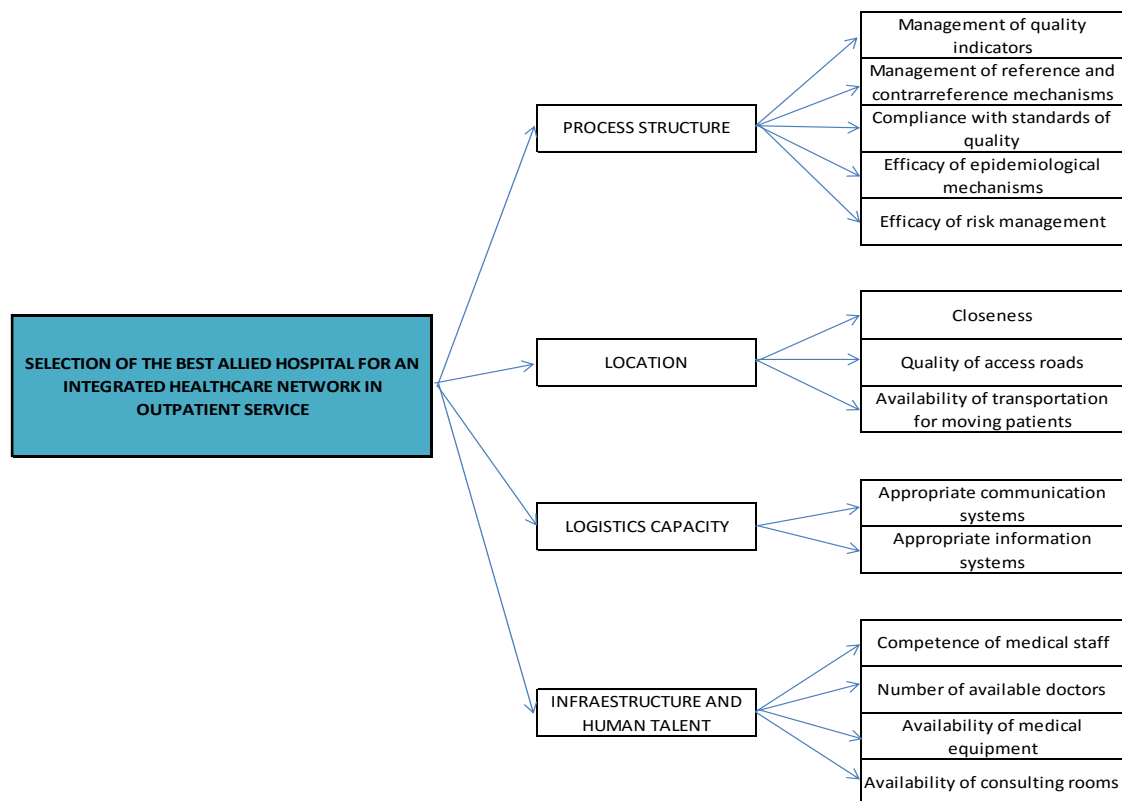 SELECTION OF THE BEST ALLIED HOSPITAL FOR AN
INTEGRATED HEALTHCARE NETWORK IN
OUTPATIENT SERVICE
PROCESS STRUCTURE
Management of quality
indicators
Management of reference and
contrarreference mechanisms
Compliance with standards of
quality
Efficacy of epidemiological
mechanisms
Efficacy of risk management
LOCATION
Closeness
Quality of access roads
Availability of transportation
for moving patients
LOGISTICS CAPACITY
Appropriate communication
systems
Appropriate information
systems
INFRAESTRUCTURE AND
HUMAN TALENT
Competence of medical staff
Number of available doctors
Availability of medical
equipment
Availability of consulting rooms